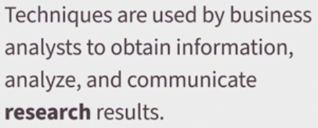 Techniques are used by business
analysts to obtain information,
analyze, and communicate
research results.